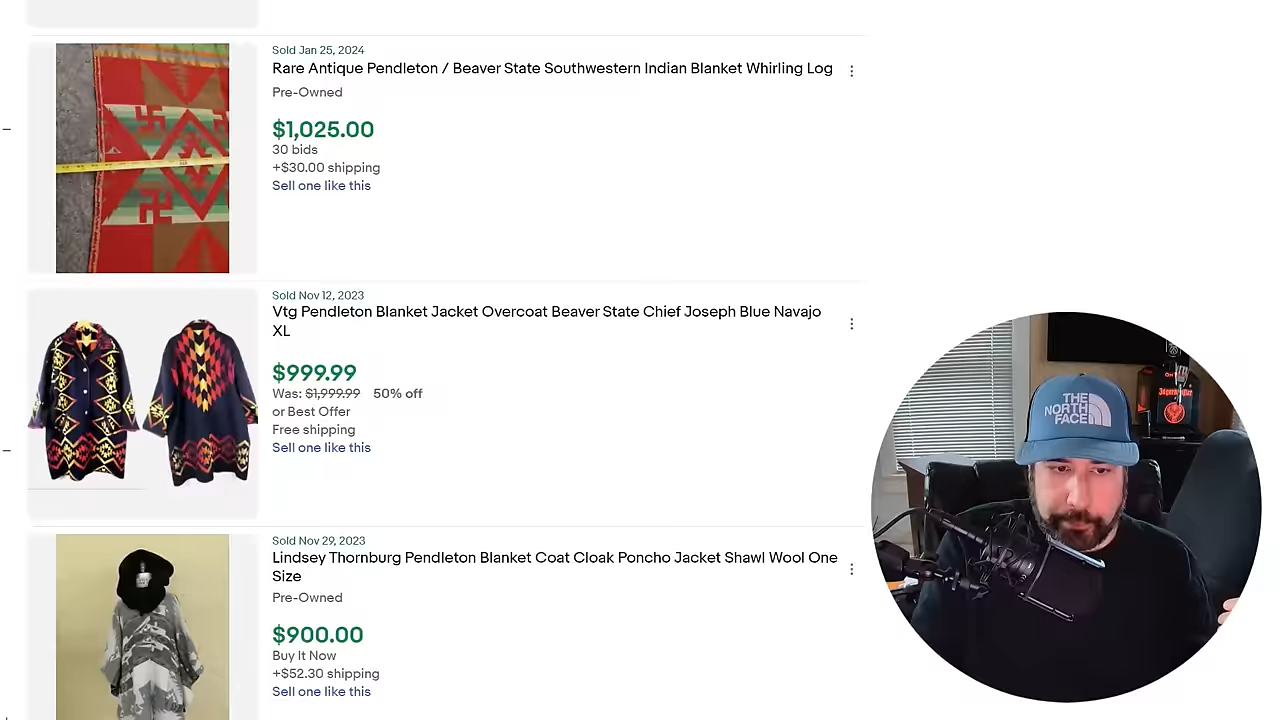 Sold Jan 25, 2024
Rare Antique Pendleton / Beaver State Southwestern Indian Blanket Whirling Log
Pre-Owned
$1,025.00
30 bids
+$30.00 shipping
Sell one like this
Sold Nov 12, 2023
Vtg Pendleton Blanket Jacket Overcoat Beaver State Chief Joseph Blue Navajo
XL
$999.99
Was: $1,999.99 50% off
or Best Offer
Free shipping
Sell one like this
Sold Nov 29, 2023
Lindsey Thornburg Pendleton Blanket Coat Cloak Poncho Jacket Shawl Wool One
Size
Pre-Owned
$900.00
Buy It Now
+$52.30 shipping
Sell one like this
THE
NORTH
FACE